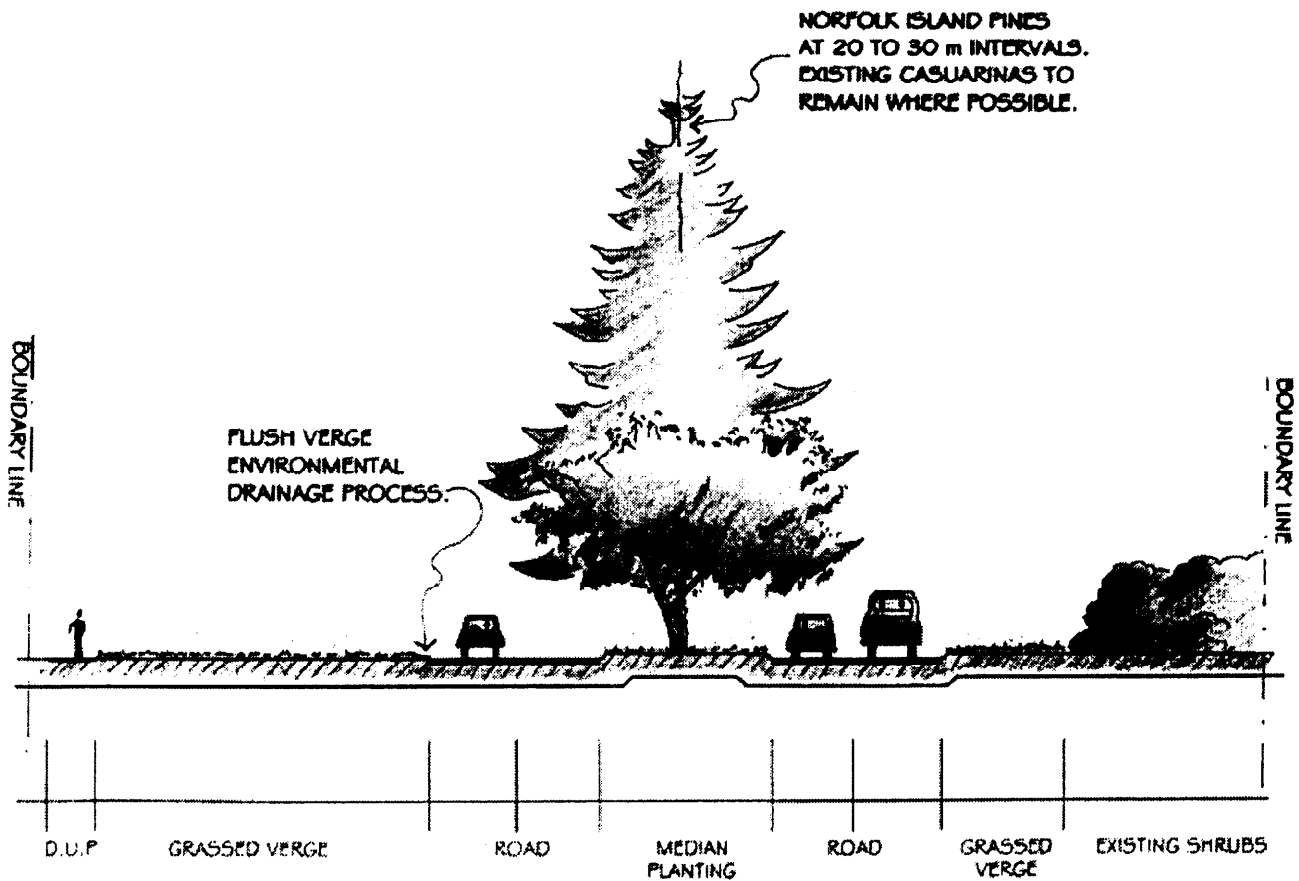 NORFOLK ISLAND PINES
AT 20 TO 30 m INTERVALS.
EXISTING CASUARINAS TO
REMAIN WHERE POSSIBLE.
BOUNDARY LINE
BOUNDARY LINE
FLUSH VERGE
ENVIRONMENTAL
DRAINAGE PROCESS.
D.U.P
GRASSED VERGE
ROAD
MEDIAN
PLANTING
ROAD
GRASSED
VERGE
EXISTING SHRUBS